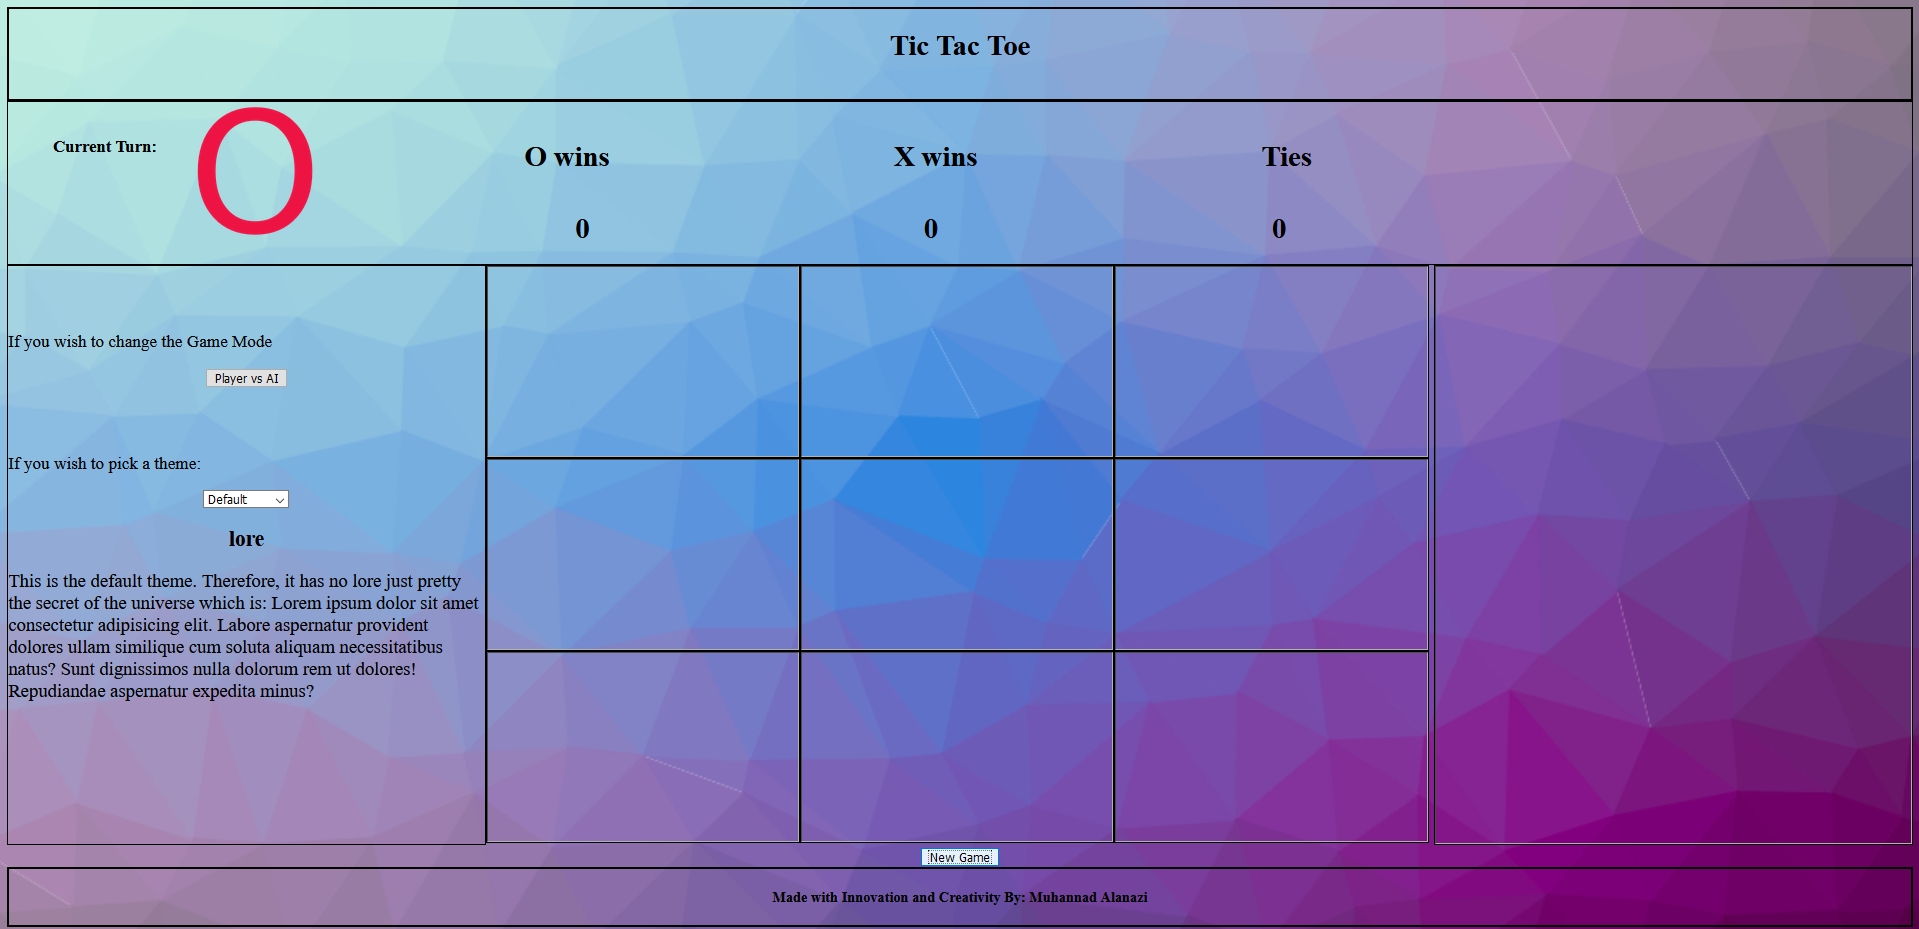 Tic Tac Toe
Current Turn:
O
O wins
X wins
Ties
0
0
0
If you wish to change the Game Mode
Player vs AI
If you wish to pick a theme:
Default
lore
This is the default theme. Therefore, it has no lore just pretty
the secret of the universe which is: Lorem ipsum dolor sit amet
consectetur adipisicing elit. Labore aspernatur provident
dolores ullam similique cum soluta aliquam necessitatibus
natus? Sunt dignissimos nulla dolorum rem ut dolores!
Repudiandae aspernatur expedita minus?
New Game
Made with Innovation and Creativity By: Muhannad Alanazi